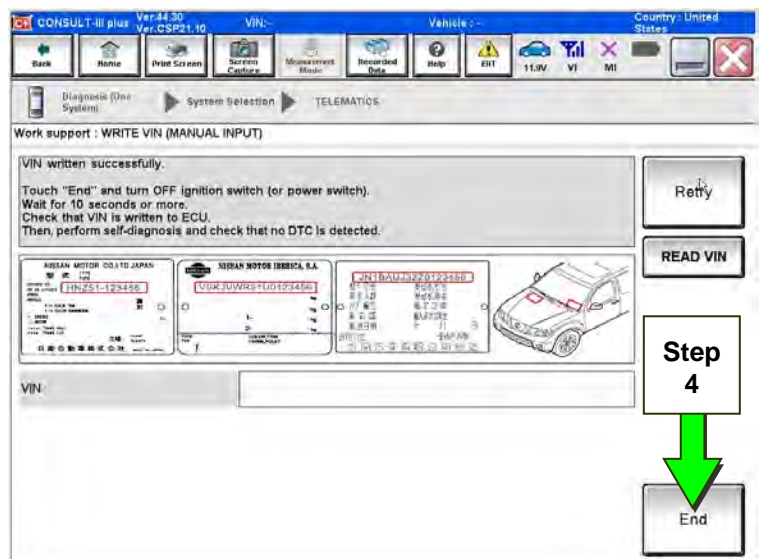 CONSULT-III plus Ver.44.30 Ver.CSP21.10 VIN:- Vehicle : - Country : United States
Back Home Print Screen Screen Capture Measurement Mode Recorded Data Help ERT 11.9V VI MI
Diagnosis (One System) System Selection TELEMATICS
Work support : WRITE VIN (MANUAL INPUT)
VIN written successfully.
Touch "End" and turn OFF ignition switch (or power switch).
Wait for 10 seconds or more.
Check that VIN is written to ECU.
Then, perform self-diagnosis and check that no DTC is detected.
Retry
READ VIN
NISSAN MOTOR CO.,LTD JAPAN
HNZ51-123456
NISSAN MOTOR IBERICA, S.A.
VSKJVWR51U0123456
JN1BAUJ32Z0123456
VIN
Step
4
End